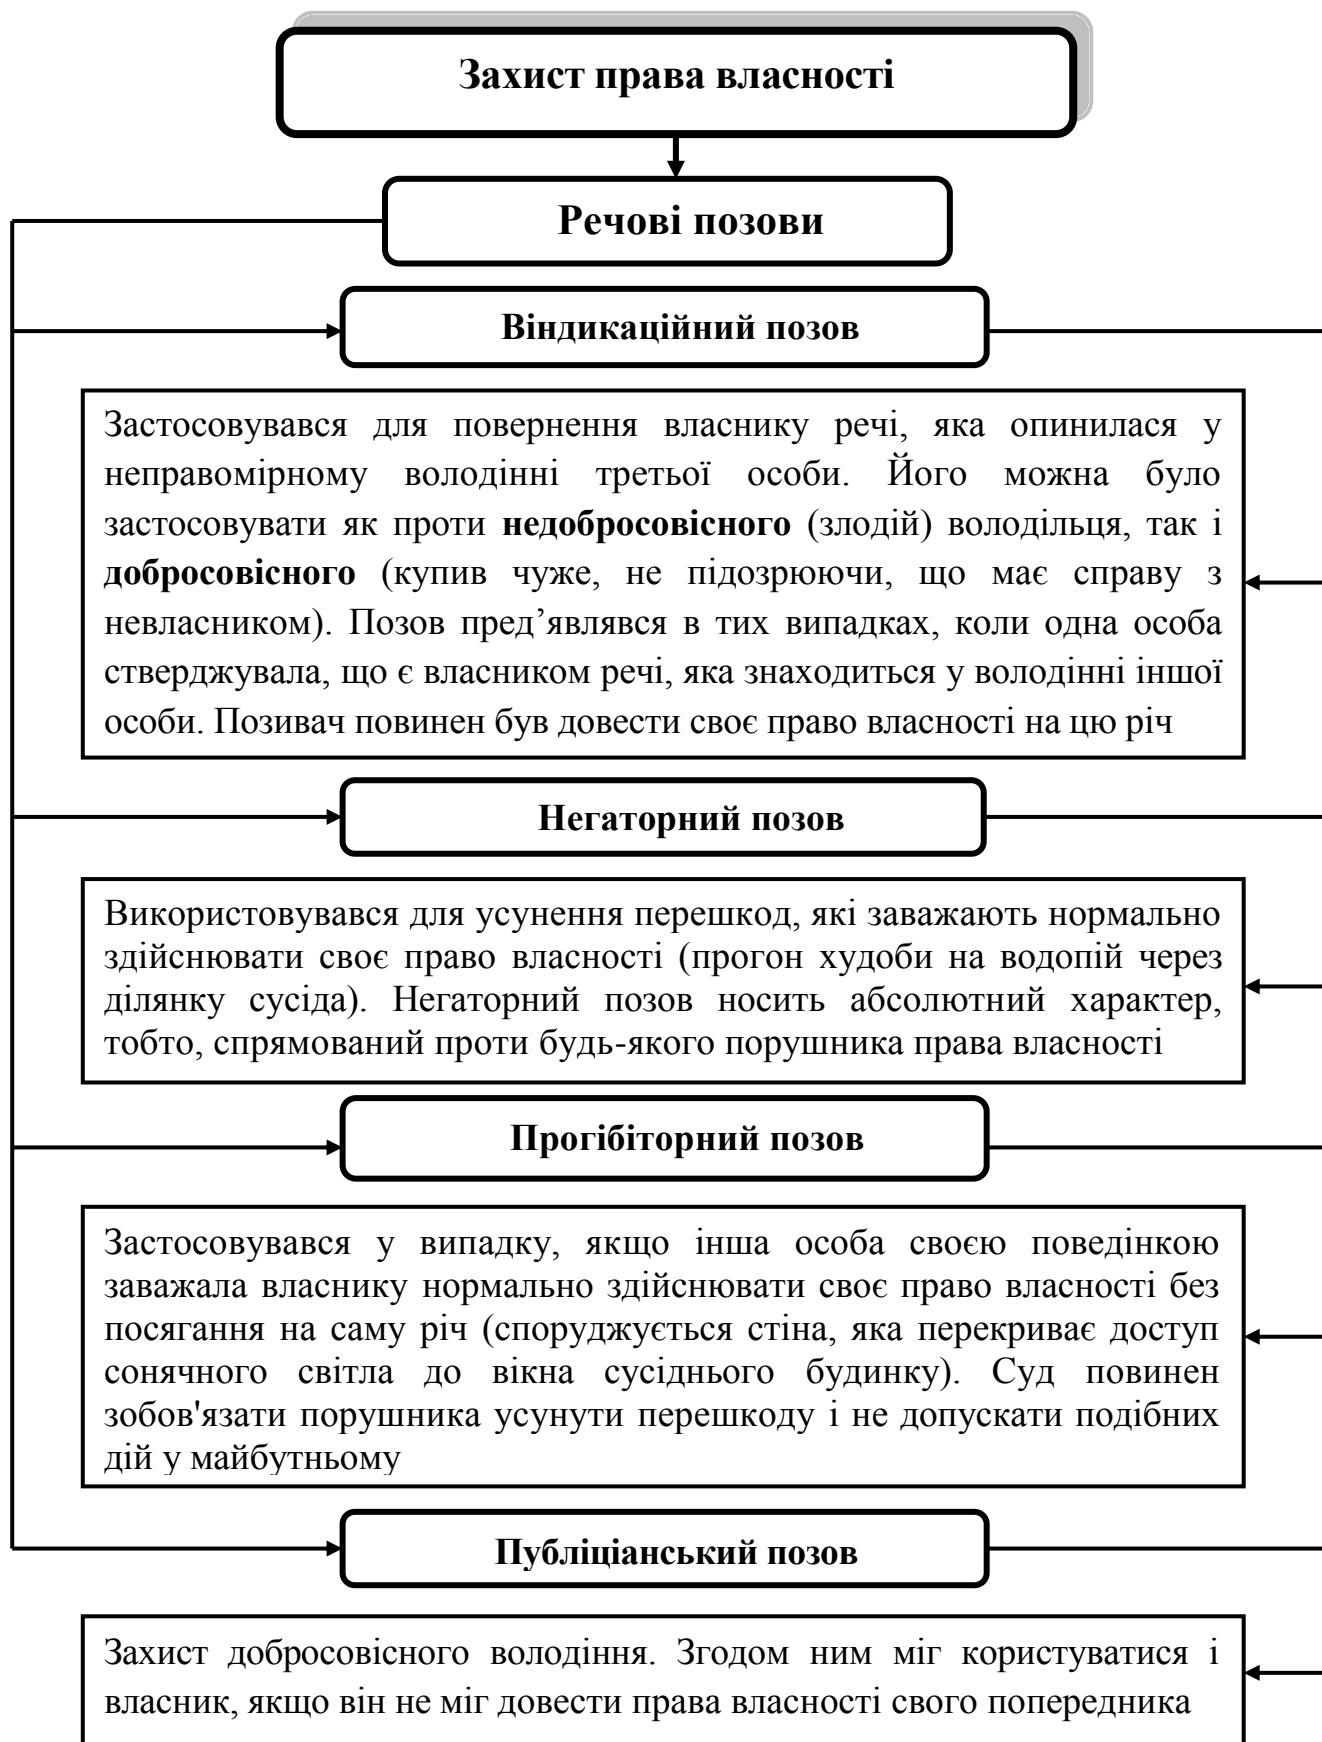 Захист права власності
Речові позови
Віндикаційний позов
Застосовувався для повернення власнику речі, яка опинилася у
неправомірному володінні третьої особи. Його можна було
застосовувати як проти недобросовісного (злодій) володільця, так і
добросовісного (купив чуже, не підозрюючи, що має справу з
невласником). Позов пред’являвся в тих випадках, коли одна особа
стверджувала, що є власником речі, яка знаходиться у володінні іншої
особи. Позивач повинен був довести своє право власності на цю річ
Негаторний позов
Використовувався для усунення перешкод, які заважають нормально
здійснювати своє право власності (прогон худоби на водопій через
ділянку сусіда). Негаторний позов носить абсолютний характер,
тобто, спрямований проти будь-якого порушника права власності
Прогібіторний позов
Застосовувався у випадку, якщо інша особа своєю поведінкою
заважала власнику нормально здійснювати своє право власності без
посягання на саму річ (споруджується стіна, яка перекриває доступ
сонячного світла до вікна сусіднього будинку). Суд повинен
зобов'язати порушника усунути перешкоду і не допускати подібних
дій у майбутньому
Публіціанський позов
Захист добросовісного володіння. Згодом ним міг користуватися і
власник, якщо він не міг довести права власності свого попередника